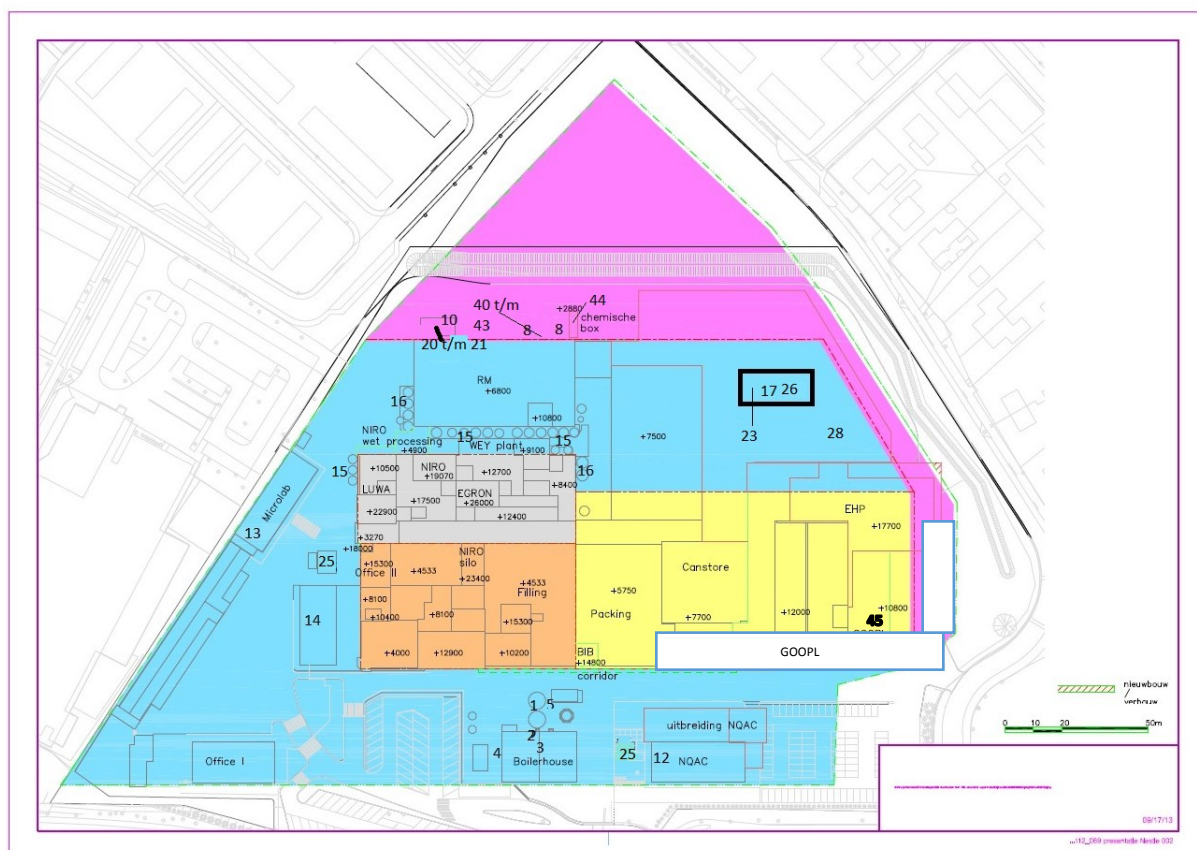 40 t/m
44
+2880
10
43
8
8
chemische
box
20 t/m 21
RM
+6800
16
+10800
17
26
23
28
NIRO
wet processing
15
WEY plant
15
+4900
+9100
+7500
15
+10500
NIRO
+19070
+12700
16
+8400
LUWA
+17500
EGRON
+26000
+22900
+12400
EHP
+17700
Microlab
13
+3270
+18000
25
Office II
+15300
+4533
NIRO
silo
+23400
+4533
Filling
+5750
Canstore
+8100
+10400
+8100
+15300
Packing
+7700
+12000
+10800
45
14
+4000
+12900
+10200
BIB
+14800
GOOPL
corridor
1
5
2
3
4
Boilerhouse
uitbreiding NQAC
25
12
NQAC
Office I
nieuwbouw
/
verbouw
0 10 20 50m
09/17/13
...112_069 presentatie Nestle 002